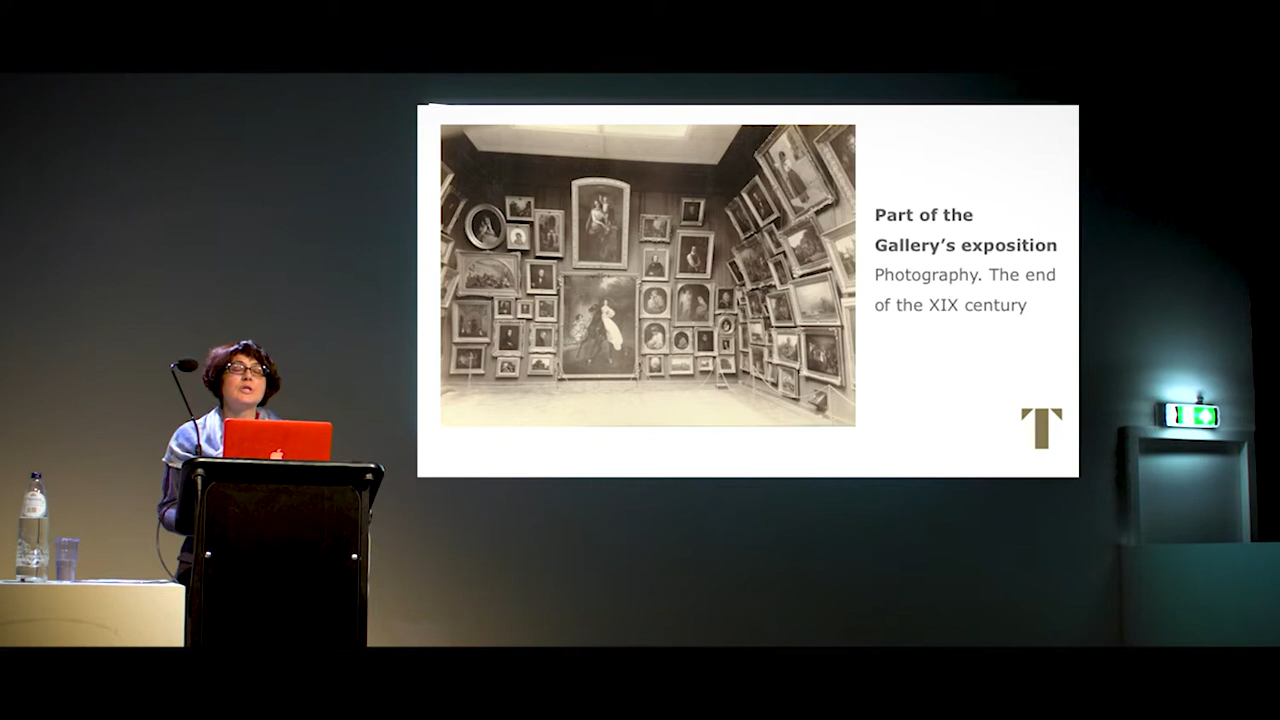 Part of the
Gallery’s exposition
Photography. The end
of the XIX century
T